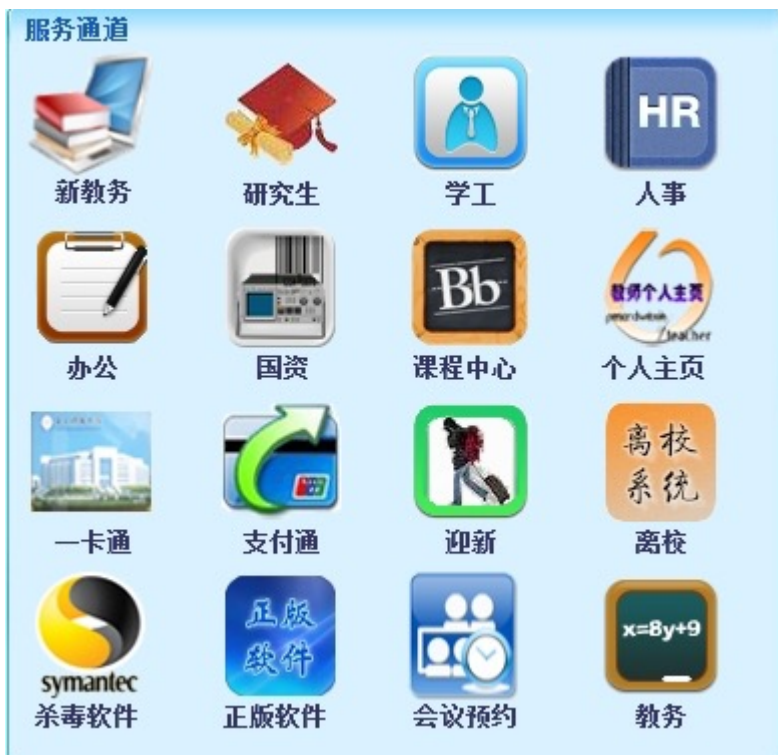 服务通道
HR
新教务
研究生
学工
人事
Bb
教师个人主页
teacher
办公
国资
课程中心
个人主页
离校
系统
一卡通
支付通
迎新
离校
symantec
正版
软件
x=8y+9
杀毒软件
正版软件
会议预约
教务